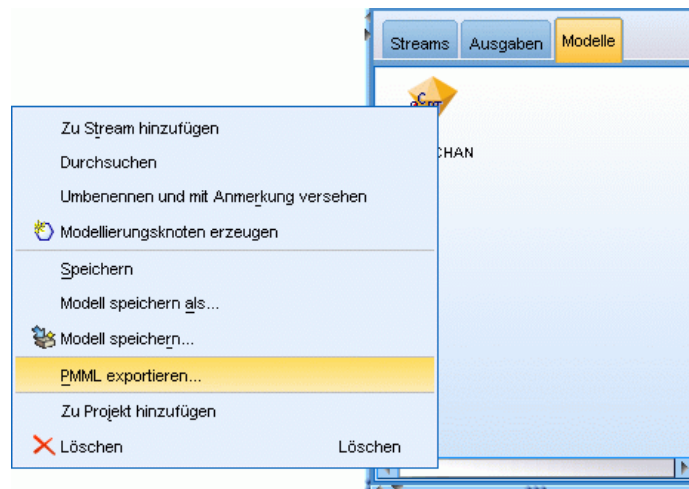 Streams Ausgaben Modelle
CHAN
Zu Stream hinzufügen
Durchsuchen
Umbenennen und mit Anmerkung versehen
Modellierungsknoten erzeugen
Speichern
Modell speichern als...
Modell speichern...
PMML exportieren...
Zu Projekt hinzufügen
Löschen Löschen